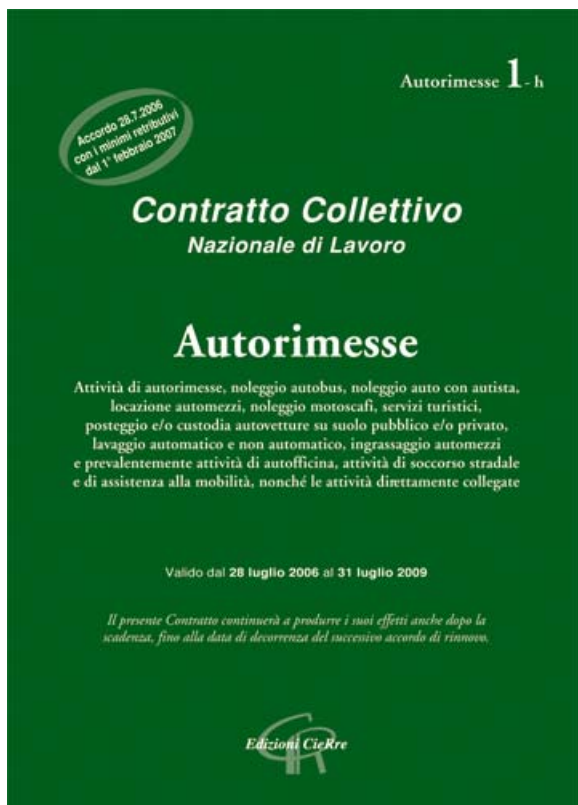 Autorimesse 1 - h
Accordo 28.7.2006
con i minimi retributivi
dal 1° febbraio 2007
Contratto Collettivo
Nazionale di Lavoro
Autorimesse
Attività di autorimesse, noleggio autobus, noleggio auto con autista,
locazione automezzi, noleggio motoscafi, servizi turistici,
posteggio e/o custodia autovetture su suolo pubblico e/o privato,
lavaggio automatico e non automatico, ingrassaggio automezzi
e prevalentemente attività di autofficina, attività di soccorso stradale
e di assistenza alla mobilità, nonché le attività direttamente collegate
Valido dal 28 luglio 2006 al 31 luglio 2009
Il presente Contratto continuerà a produrre i suoi effetti anche dopo la
scadenza, fino alla data di decorrenza del successivo accordo di rinnovo.
Edizioni CieRre